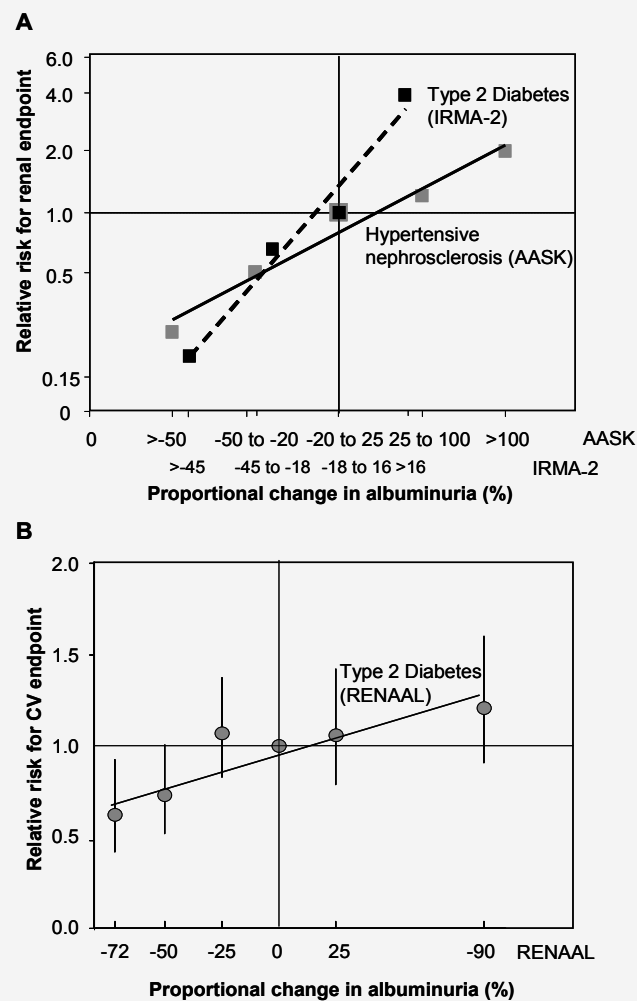 A
Relative risk for renal endpoint
6.0
4.0
2.0
1.0
0.5
0.15
0
Type 2 Diabetes
(IRMA-2)
Hypertensive
nephrosclerosis (AASK)
0 >-50 -50 to -20 -20 to 25 25 to 100 >100 AASK
>-45 -45 to -18 -18 to 16 >16 IRMA-2
Proportional change in albuminuria (%)
B
Relative risk for CV endpoint
2.0
1.5
1.0
0.5
0.0
Type 2 Diabetes
(RENAAL)
-72 -50 -25 0 25 -90 RENAAL
Proportional change in albuminuria (%)